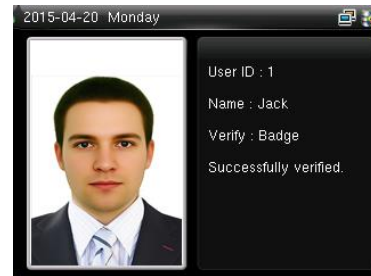 2015-04-20 Monday
User ID : 1
Name : Jack
Verify : Badge
Successfully verified.